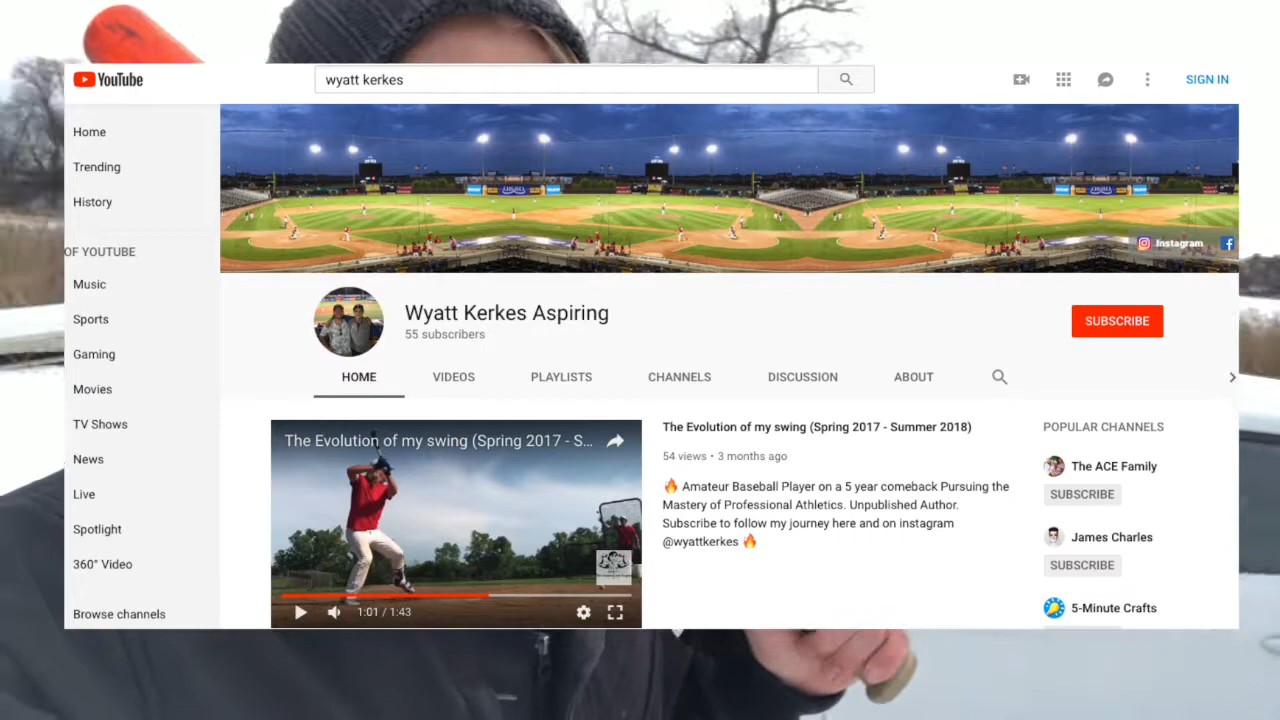 YouTube
wyatt kerkes
SIGN IN
Home
Trending
History
OF YOUTUBE
Music
Sports
Gaming
Movies
TV Shows
News
Live
Spotlight
360° Video
Browse channels
Instagram
Wyatt Kerkes Aspiring
55 subscribers
SUBSCRIBE
HOME VIDEOS PLAYLISTS CHANNELS DISCUSSION ABOUT
The Evolution of my swing (Spring 2017 - S...
1:01 / 1:43
The Evolution of my swing (Spring 2017 - Summer 2018)
54 views • 3 months ago
🔥 Amateur Baseball Player on a 5 year comeback Pursuing the
Mastery of Professional Athletics. Unpublished Author.
Subscribe to follow my journey here and on instagram
@wyattkerkes 🔥
POPULAR CHANNELS
The ACE Family
SUBSCRIBE
James Charles
SUBSCRIBE
5-Minute Crafts